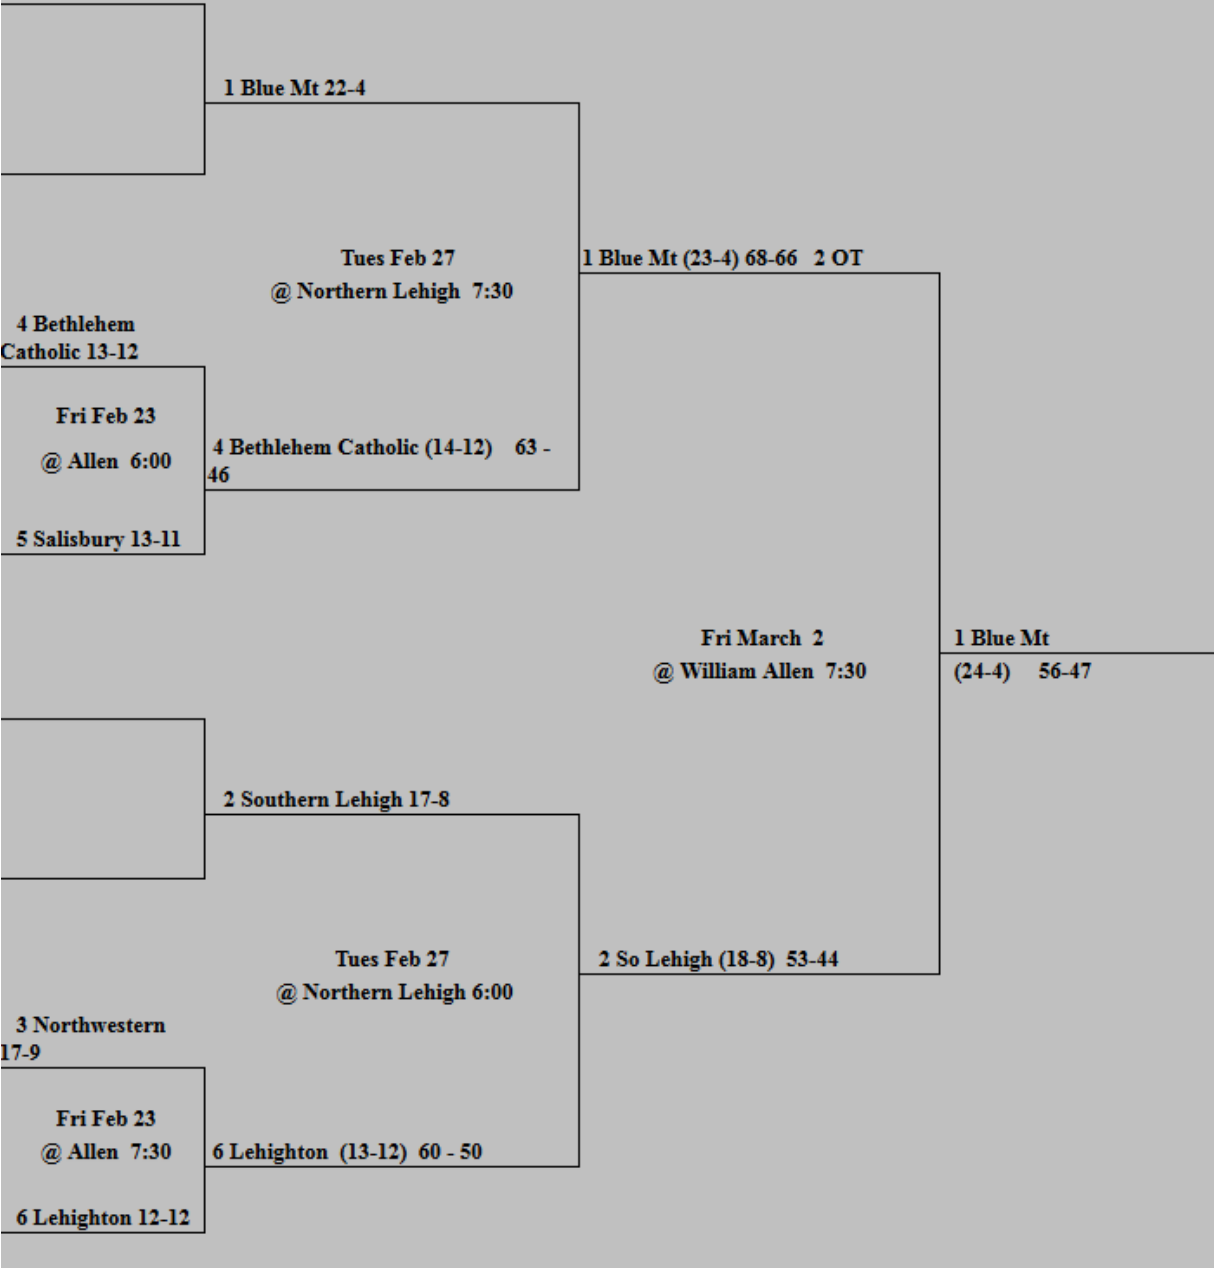 1 Blue Mt 22-4
Tues Feb 27
@ Northern Lehigh 7:30
1 Blue Mt (23-4) 68-66 2 OT
4 Bethlehem
Catholic 13-12
Fri Feb 23
@ Allen 6:00
4 Bethlehem Catholic (14-12) 63 -
46
5 Salisbury 13-11
Fri March 2
@ William Allen 7:30
1 Blue Mt
(24-4) 56-47
2 Southern Lehigh 17-8
Tues Feb 27
@ Northern Lehigh 6:00
2 So Lehigh (18-8) 53-44
3 Northwestern
17-9
Fri Feb 23
@ Allen 7:30
6 Lehighton (13-12) 60 - 50
6 Lehighton 12-12